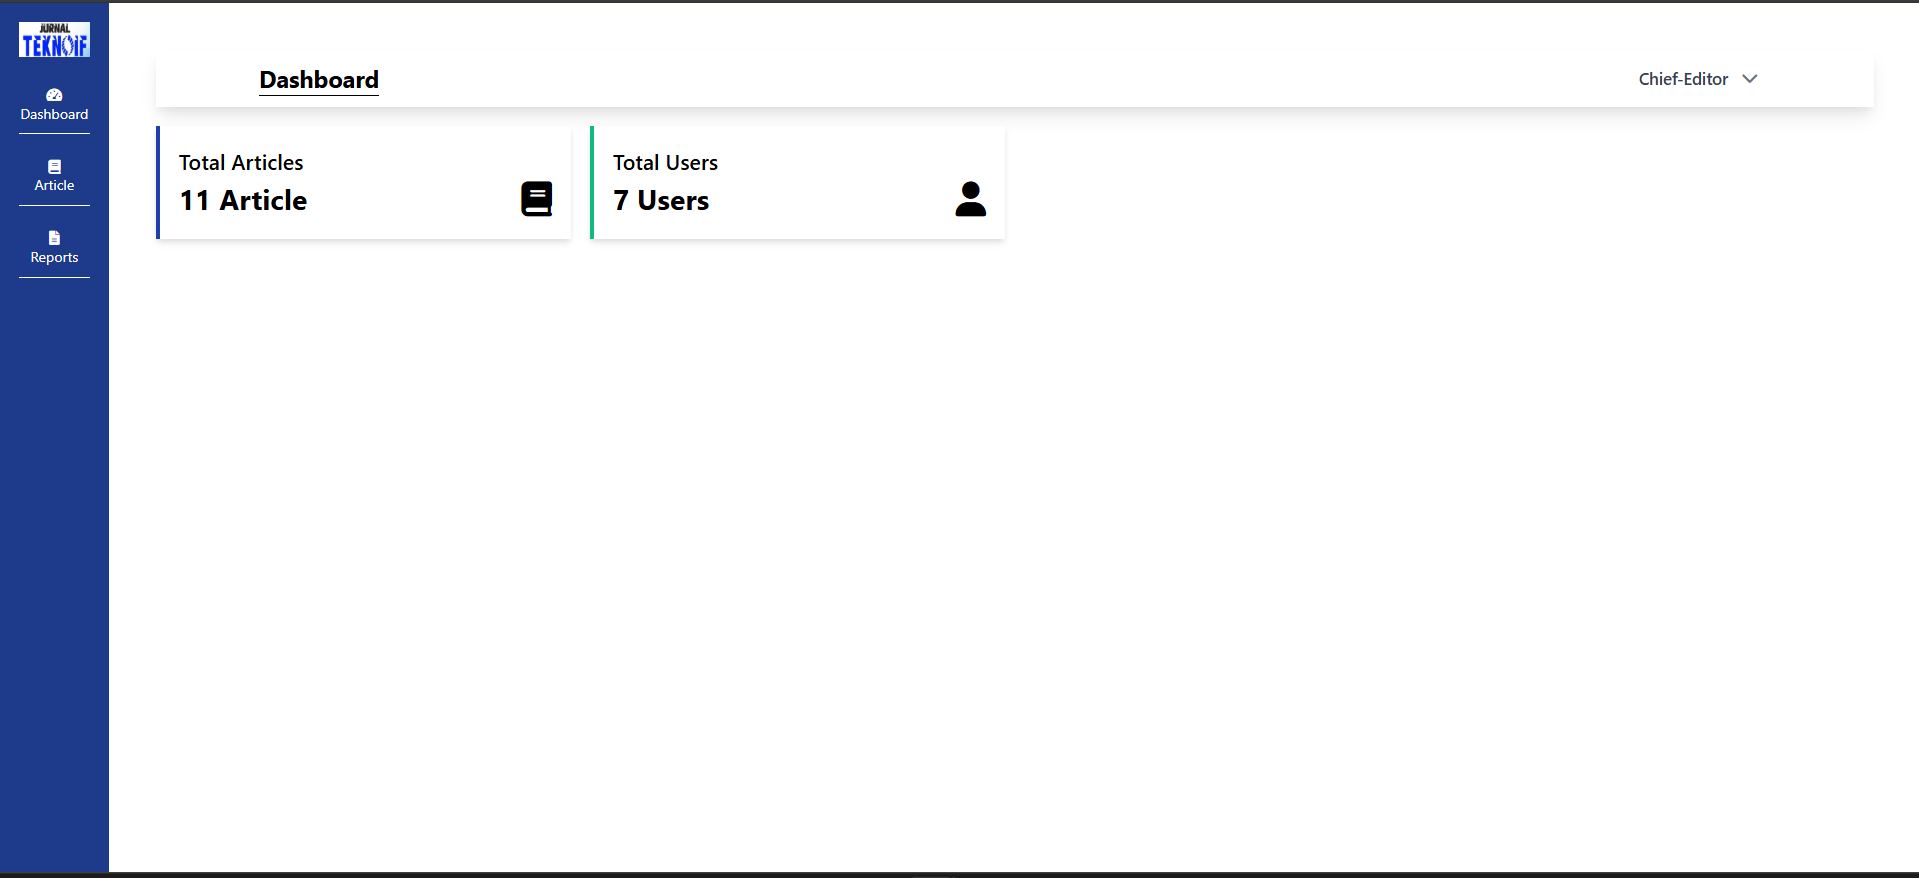 JURNAL
TEKNOIF
Dashboard
Article
Reports
Dashboard
Chief-Editor
Total Articles
11 Article
Total Users
7 Users